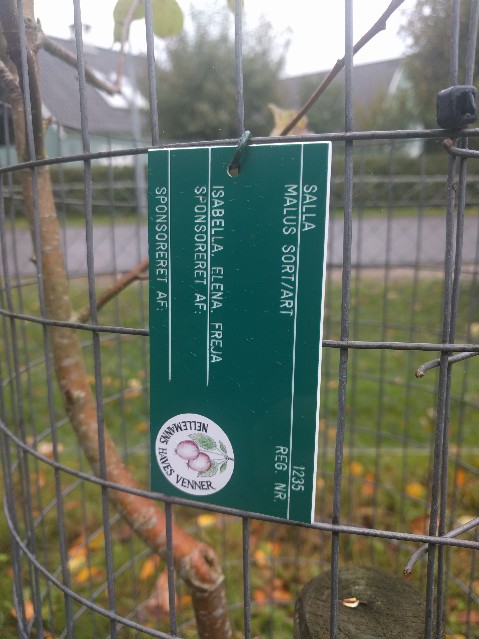 SALLA
MALUS SORT/ART
1235
REG. NR.
ISABELLA, ELENA, FREJA
SPONSORERET AF:
SPONSORERET AF:
NELLEMANNS HAVES VENNER